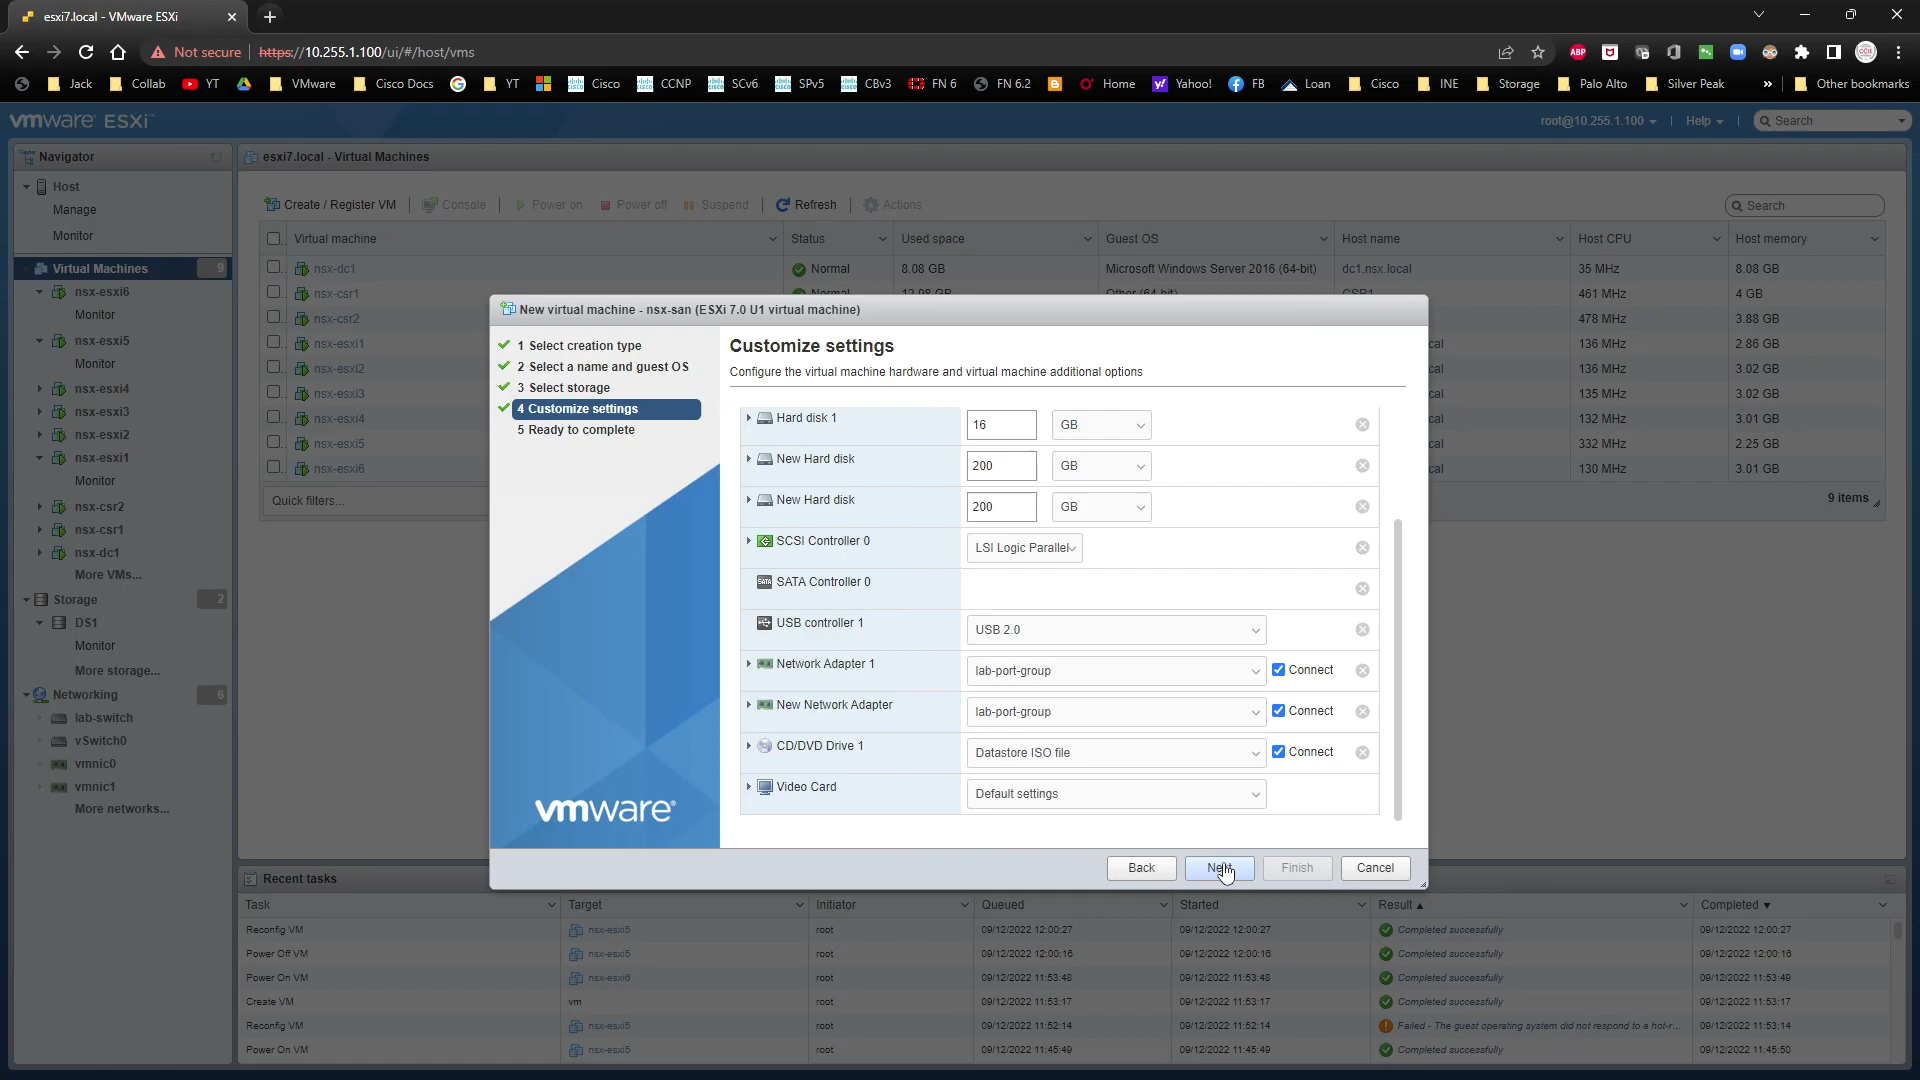 esxi7.local - VMware ESXi
Not secure
https://10.255.1.100/ui/#/host/vms
ABP
Jack
Collab
YT
VMware
Cisco Docs
YT
Cisco
CCNP
SCv6
SPv5
CBv3
FN 6
FN 6.2
Home
Yahoo!
FB
Loan
Cisco
INE
Storage
Palo Alto
Silver Peak
»
Other bookmarks
vmware ESXi
root@10.255.1.100
Help
Search
Navigator
Host
Manage
Monitor
Virtual Machines 9
nsx-esxi6
Monitor
nsx-esxi5
Monitor
nsx-esxi4
nsx-esxi3
nsx-esxi2
nsx-esxi1
Monitor
nsx-csr2
nsx-csr1
nsx-dc1
More VMs...
Storage 2
DS1
Monitor
More storage...
Networking 6
lab-switch
vSwitch0
vmnic0
vmnic1
More networks...
esxi7.local - Virtual Machines
Create / Register VM
Console
Power on
Power off
Suspend
Refresh
Actions
Search
Virtual machine Status Used space Guest OS Host name Host CPU Host memory
nsx-dc1 Normal 8.08 GB Microsoft Windows Server 2016 (64-bit) dc1.nsx.local 35 MHz 8.08 GB
nsx-csr1 Normal 12.08 GB Other (64-bit) CSR1 461 MHz 4 GB
nsx-csr2 478 MHz 3.88 GB
nsx-esxi1 cal 136 MHz 2.86 GB
nsx-esxi2 cal 136 MHz 3.02 GB
nsx-esxi3 cal 135 MHz 3.02 GB
nsx-esxi4 cal 132 MHz 3.01 GB
nsx-esxi5 cal 332 MHz 2.25 GB
nsx-esxi6 cal 130 MHz 3.01 GB
Quick filters...
9 items
New virtual machine - nsx-san (ESXi 7.0 U1 virtual machine)
1 Select creation type
2 Select a name and guest OS
3 Select storage
4 Customize settings
5 Ready to complete
vmware®
Customize settings
Configure the virtual machine hardware and virtual machine additional options
Hard disk 1 16 GB
New Hard disk 200 GB
New Hard disk 200 GB
SCSI Controller 0 LSI Logic Parallel
SATA Controller 0
USB controller 1 USB 2.0
Network Adapter 1 lab-port-group Connect
New Network Adapter lab-port-group Connect
CD/DVD Drive 1 Datastore ISO file Connect
Video Card Default settings
Back
Next
Finish
Cancel
Recent tasks
Task Target Initiator Queued Started Result Completed
Reconfig VM nsx-esxi5 root 09/12/2022 12:00:27 09/12/2022 12:00:27 Completed successfully 09/12/2022 12:00:27
Power Off VM nsx-esxi5 root 09/12/2022 12:00:16 09/12/2022 12:00:16 Completed successfully 09/12/2022 12:00:16
Power On VM nsx-esxi6 root 09/12/2022 11:53:48 09/12/2022 11:53:48 Completed successfully 09/12/2022 11:53:49
Create VM vm root 09/12/2022 11:53:17 09/12/2022 11:53:17 Completed successfully 09/12/2022 11:53:17
Reconfig VM nsx-esxi5 root 09/12/2022 11:52:14 09/12/2022 11:52:14 Failed - The guest operating system did not respond to a hot-r... 09/12/2022 11:53:14
Power On VM nsx-esxi5 root 09/12/2022 11:45:49 09/12/2022 11:45:49 Completed successfully 09/12/2022 11:45:50